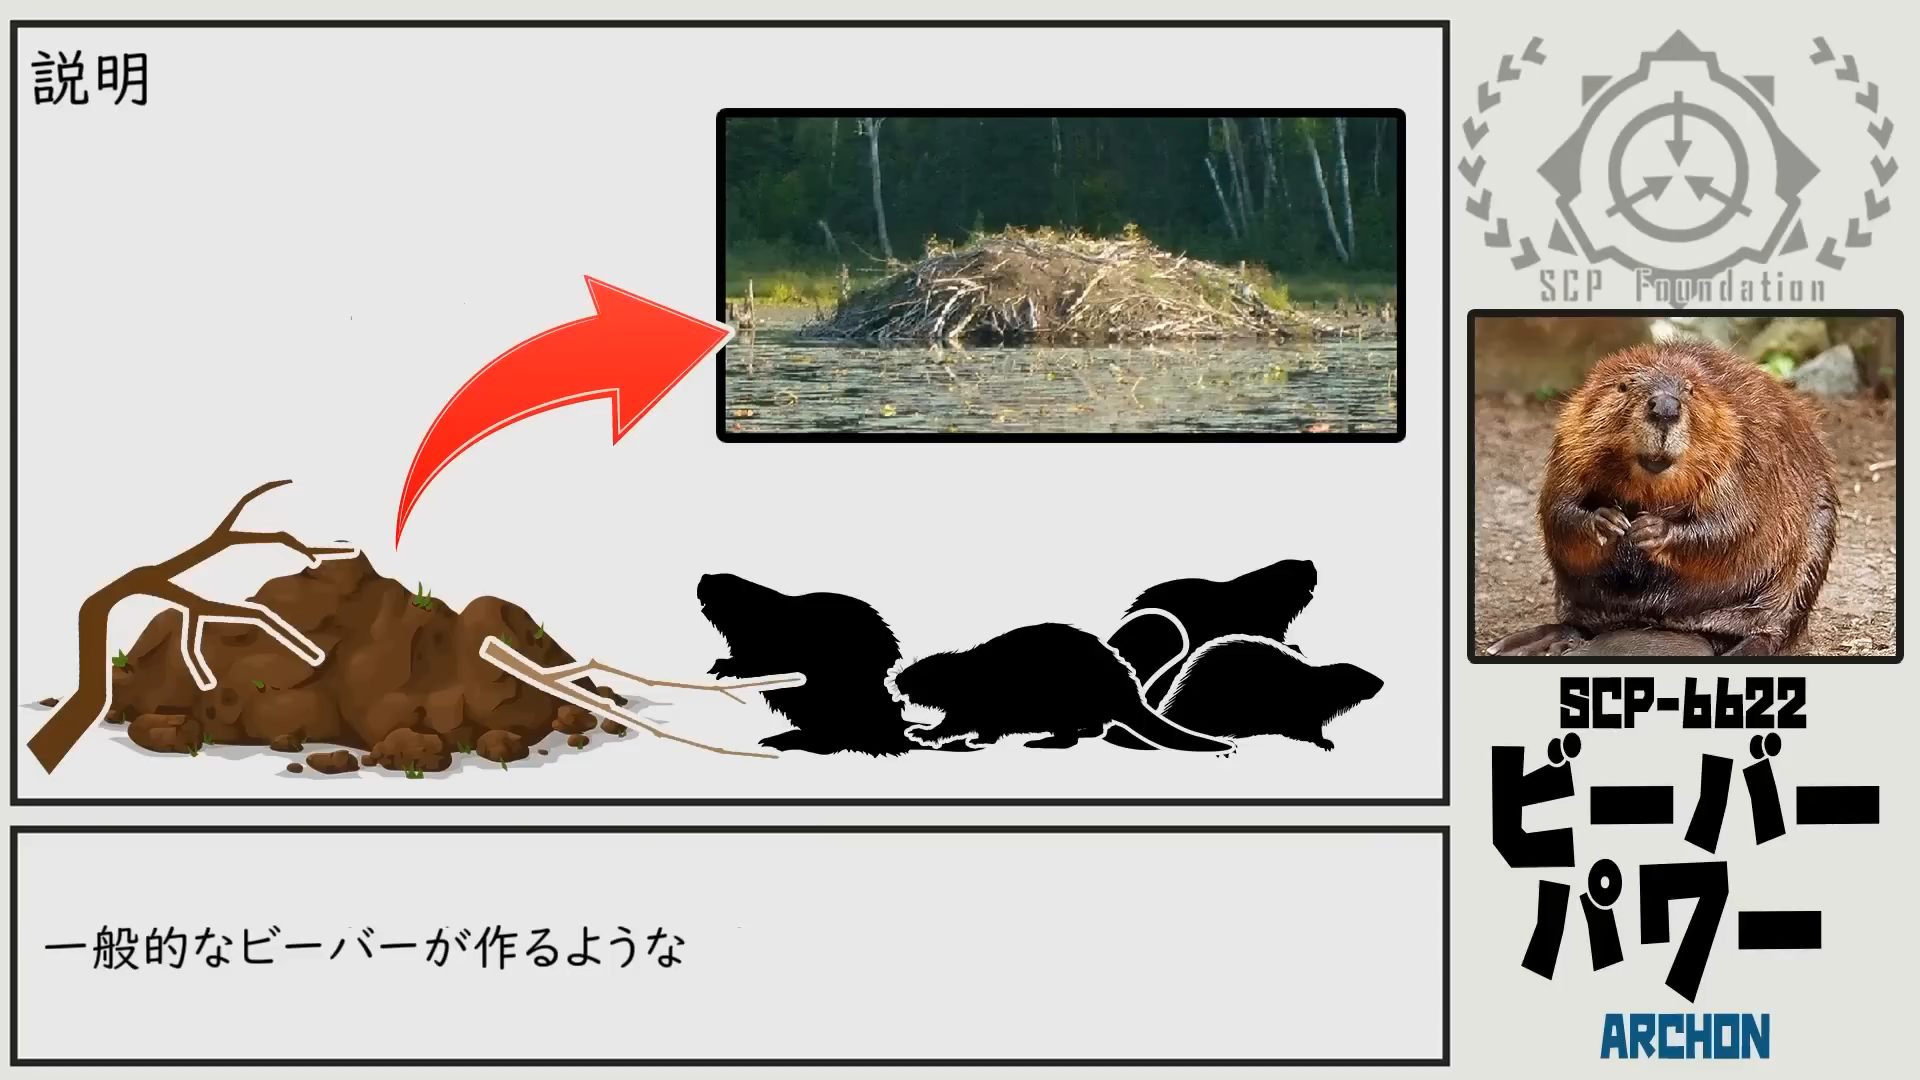 説明
一般的なビーバーが作るような
SCP Foundation
SCP-6622
ビーバー
パワー
ARCHON